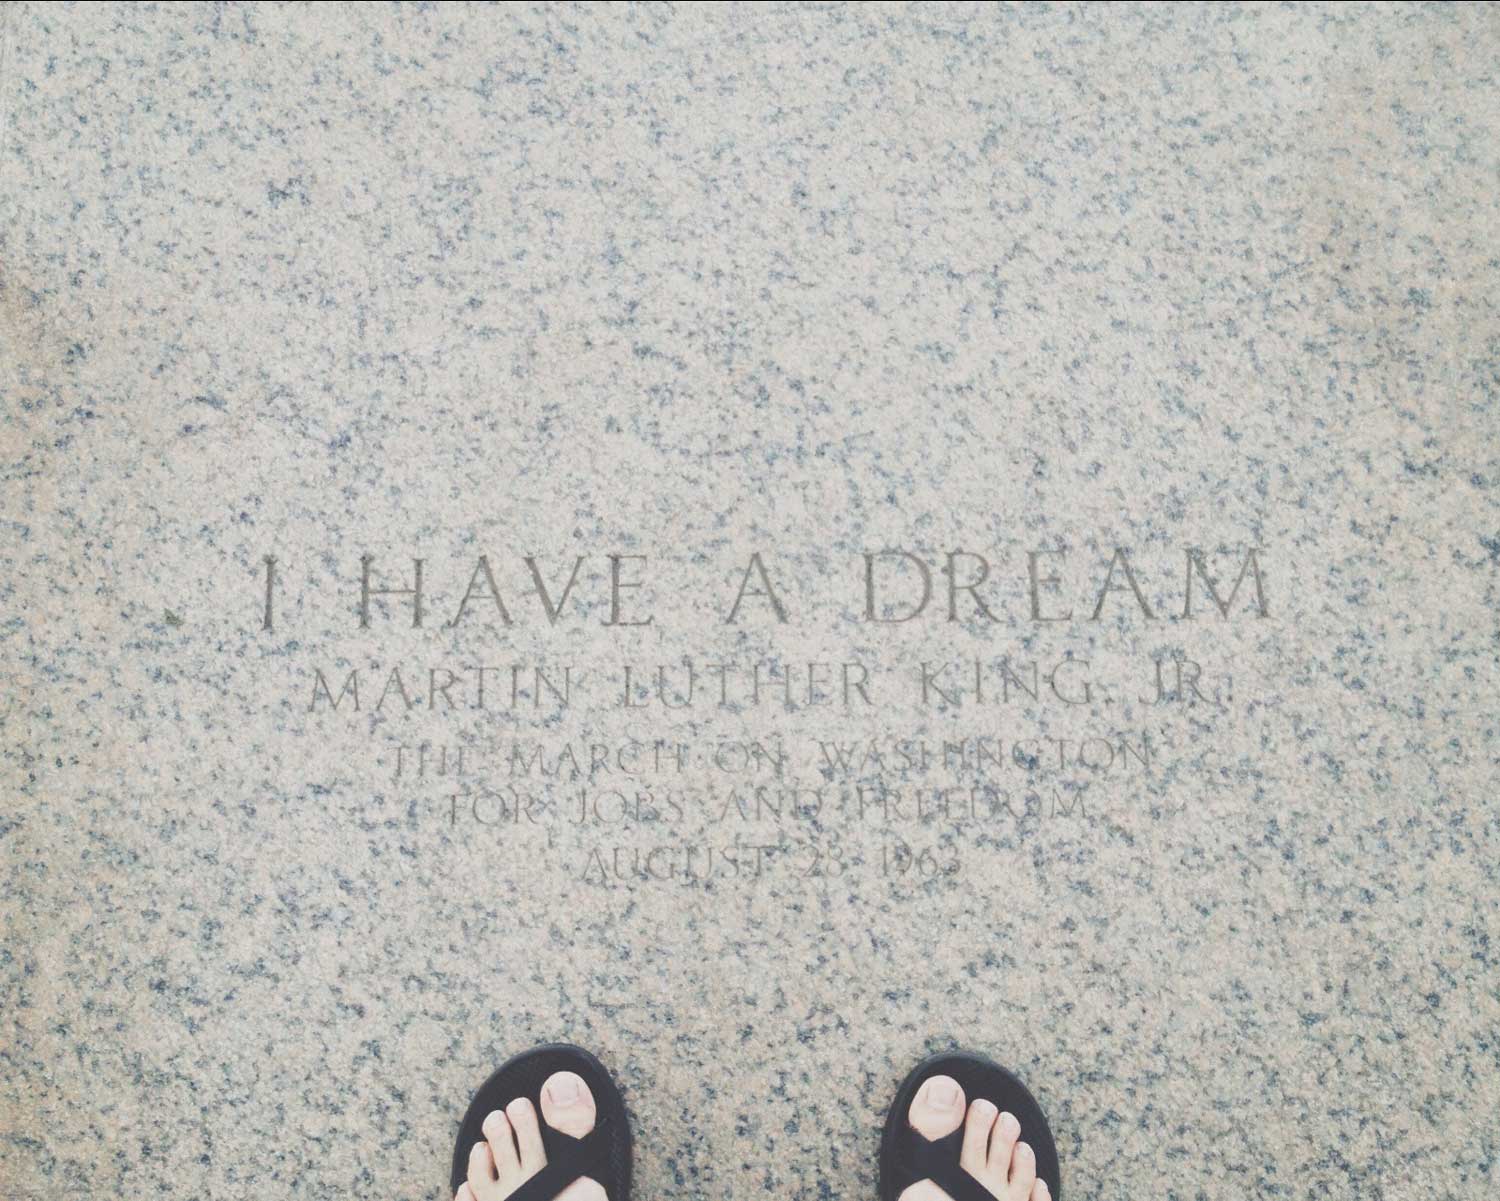 I HAVE A DREAM
MARTIN LUTHER KING, JR.
THE MARCH ON WASHINGTON
FOR JOBS AND FREEDOM
AUGUST 28, 1963